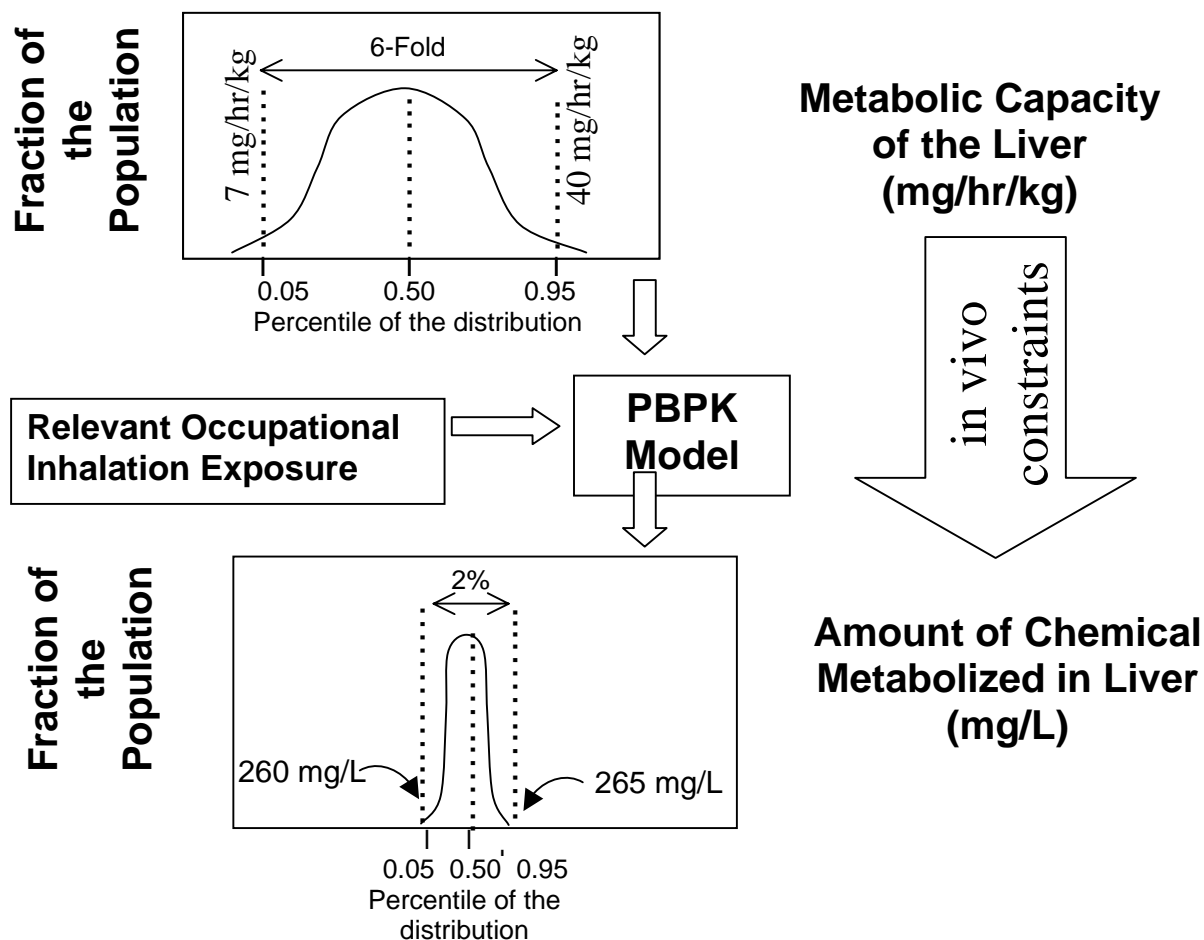 Fraction of
the
Population
6-Fold
7 mg/hr/kg
40 mg/hr/kg
0.05 0.50 0.95
Percentile of the distribution
Metabolic Capacity
of the Liver
(mg/hr/kg)
in vivo
constraints
Relevant Occupational
Inhalation Exposure
PBPK
Model
Fraction of
the
Population
2%
260 mg/L
265 mg/L
0.05 0.50 0.95
Percentile of the
distribution
Amount of Chemical
Metabolized in Liver
(mg/L)